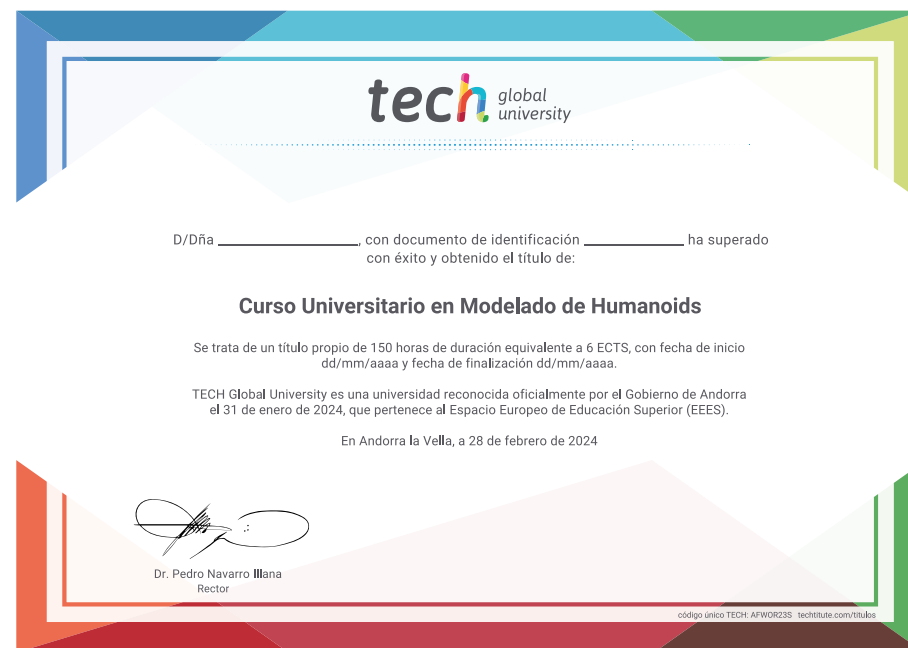 tech global university
D/Dña ____________________, con documento de identificación ______________ ha superado
con éxito y obtenido el título de:
Curso Universitario en Modelado de Humanoids
Se trata de un título propio de 150 horas de duración equivalente a 6 ECTS, con fecha de inicio
dd/mm/aaaa y fecha de finalización dd/mm/aaaa.
TECH Global University es una universidad reconocida oficialmente por el Gobierno de Andorra
el 31 de enero de 2024, que pertenece al Espacio Europeo de Educación Superior (EEES).
En Andorra la Vella, a 28 de febrero de 2024
Dr. Pedro Navarro Illana
Rector
código único TECH: AFWOR23S techtitute.com/titulos